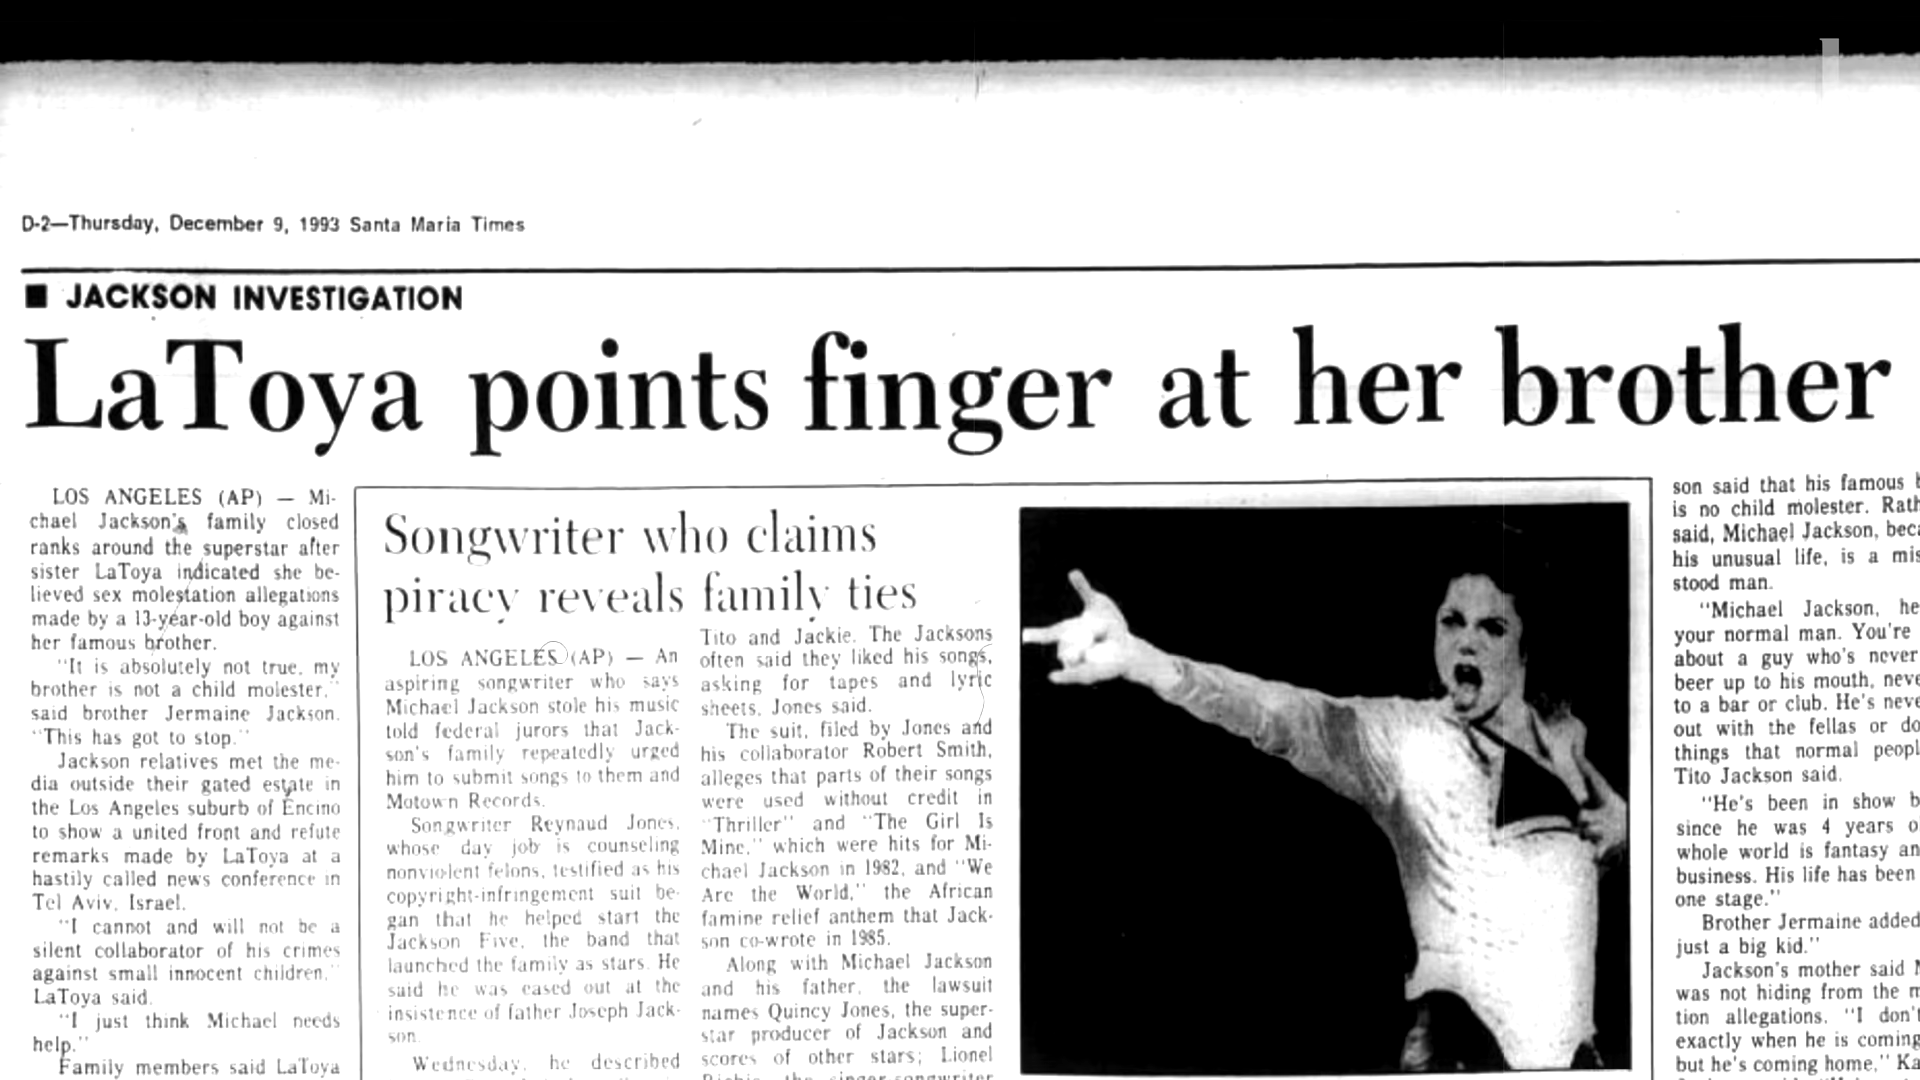 D-2—Thursday, December 9, 1993 Santa Maria Times
■ JACKSON INVESTIGATION
LaToya points finger at her brother
LOS ANGELES (AP) — Mi-
chael Jackson's family closed
ranks around the superstar after
sister LaToya indicated she be-
lieved sex molestation allegations
made by a 13-year-old boy against
her famous brother.
"It is absolutely not true, my
brother is not a child molester,"
said brother Jermaine Jackson.
"This has got to stop."
Jackson relatives met the me-
dia outside their gated estate in
the Los Angeles suburb of Encino
to show a united front and refute
remarks made by LaToya at a
hastily called news conference in
Tel Aviv, Israel.
"I cannot and will not be a
silent collaborator of his crimes
against small innocent children,"
LaToya said.
"I just think Michael needs
help."
Family members said LaToya
Songwriter who claims
piracy reveals family ties
LOS ANGELES (AP) — An
aspiring songwriter who says
Michael Jackson stole his music
told federal jurors that Jack-
son's family repeatedly urged
him to submit songs to them and
Motown Records.
Songwriter Reynaud Jones,
whose day job is counseling
nonviolent felons, testified as his
copyright-infringement suit be-
gan that he helped start the
Jackson Five, the band that
launched the family as stars. He
said he was eased out at the
insistence of father Joseph Jack-
son.
Wednesday, he described
Tito and Jackie. The Jacksons
often said they liked his songs,
asking for tapes and lyric
sheets, Jones said.
The suit, filed by Jones and
his collaborator Robert Smith,
alleges that parts of their songs
were used without credit in
"Thriller" and "The Girl Is
Mine," which were hits for Mi-
chael Jackson in 1982, and "We
Are the World," the African
famine relief anthem that Jack-
son co-wrote in 1985.
Along with Michael Jackson
and his father, the lawsuit
names Quincy Jones, the super-
star producer of Jackson and
scores of other stars; Lionel
son said that his famous
is no child molester. Rath
said, Michael Jackson, beca
his unusual life, is a mis
stood man.
"Michael Jackson, he
your normal man. You're
about a guy who's never
beer up to his mouth, neve
to a bar or club. He's neve
out with the fellas or do
things that normal peopl
Tito Jackson said.
"He's been in show b
since he was 4 years o
whole world is fantasy an
business. His life has been
one stage."
Brother Jermaine added
just a big kid."
Jackson's mother said
was not hiding from the m
tion allegations. "I don't
exactly when he is coming
but he's coming home," Ka